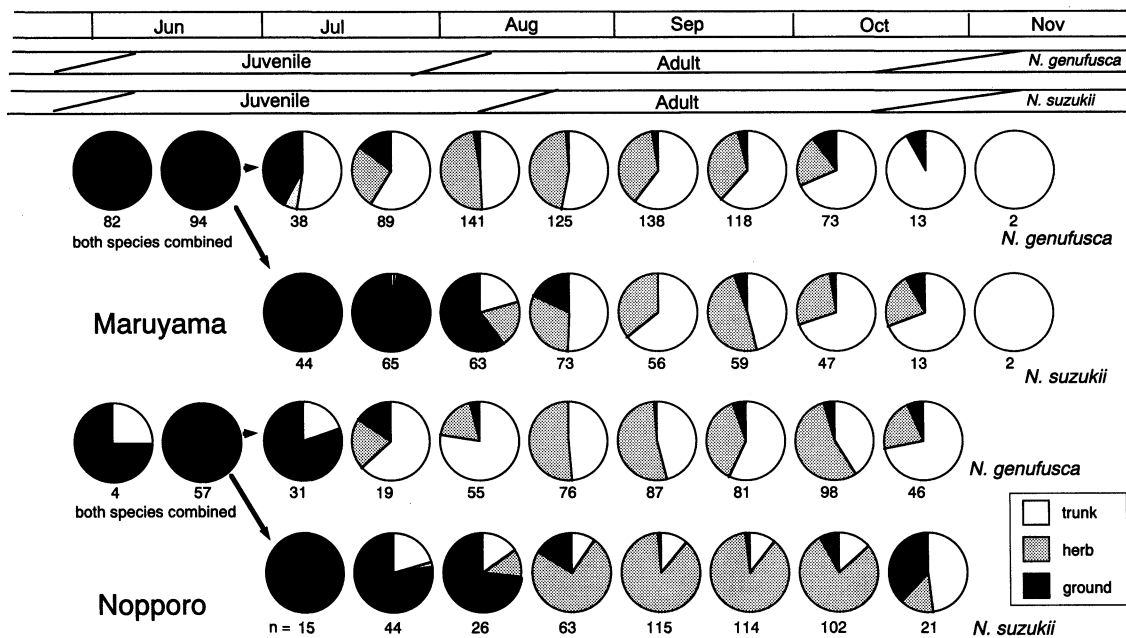 Jun Jul Aug Sep Oct Nov
Juvenile Adult N. genufusca
Juvenile Adult N. suzukii
82 94 38 89 141 125 138 118 73 13 2
both species combined
N. genufusca
Maruyama
44 65 63 73 56 59 47 13 2
N. suzukii
4 57 31 19 55 76 87 81 98 46
N. genufusca
both species combined
trunk
herb
ground
Nopporo
n = 15 44 26 63 115 114 102 21
N. suzukii